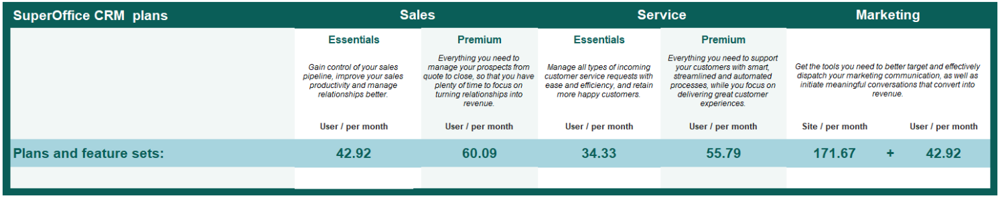 SuperOffice CRM  plans
Sales
Service
Marketing
Essentials
Gain control of your sales
pipeline, improve your sales
productivity and manage
relationships better.
User / per month
Premium
Everything you need to
manage your prospects from
quote to close, so that you have
plenty of time to focus on
turning relationships into
revenue.
User / per month
Essentials
Manage all types of incoming
customer service requests with
ease and efficiency, and retain
more happy customers.
User / per month
Premium
Everything you need to support
your customers with smart,
streamlined and automated
processes, while you focus on
delivering great customer
experiences.
User / per month
Get the tools you need to better target and effectively
dispatch your marketing communication, as well as
initiate meaningful conversations that convert into
revenue.
Site / per month
User / per month
Plans and feature sets:
42.92
60.09
34.33
55.79
171.67 + 42.92